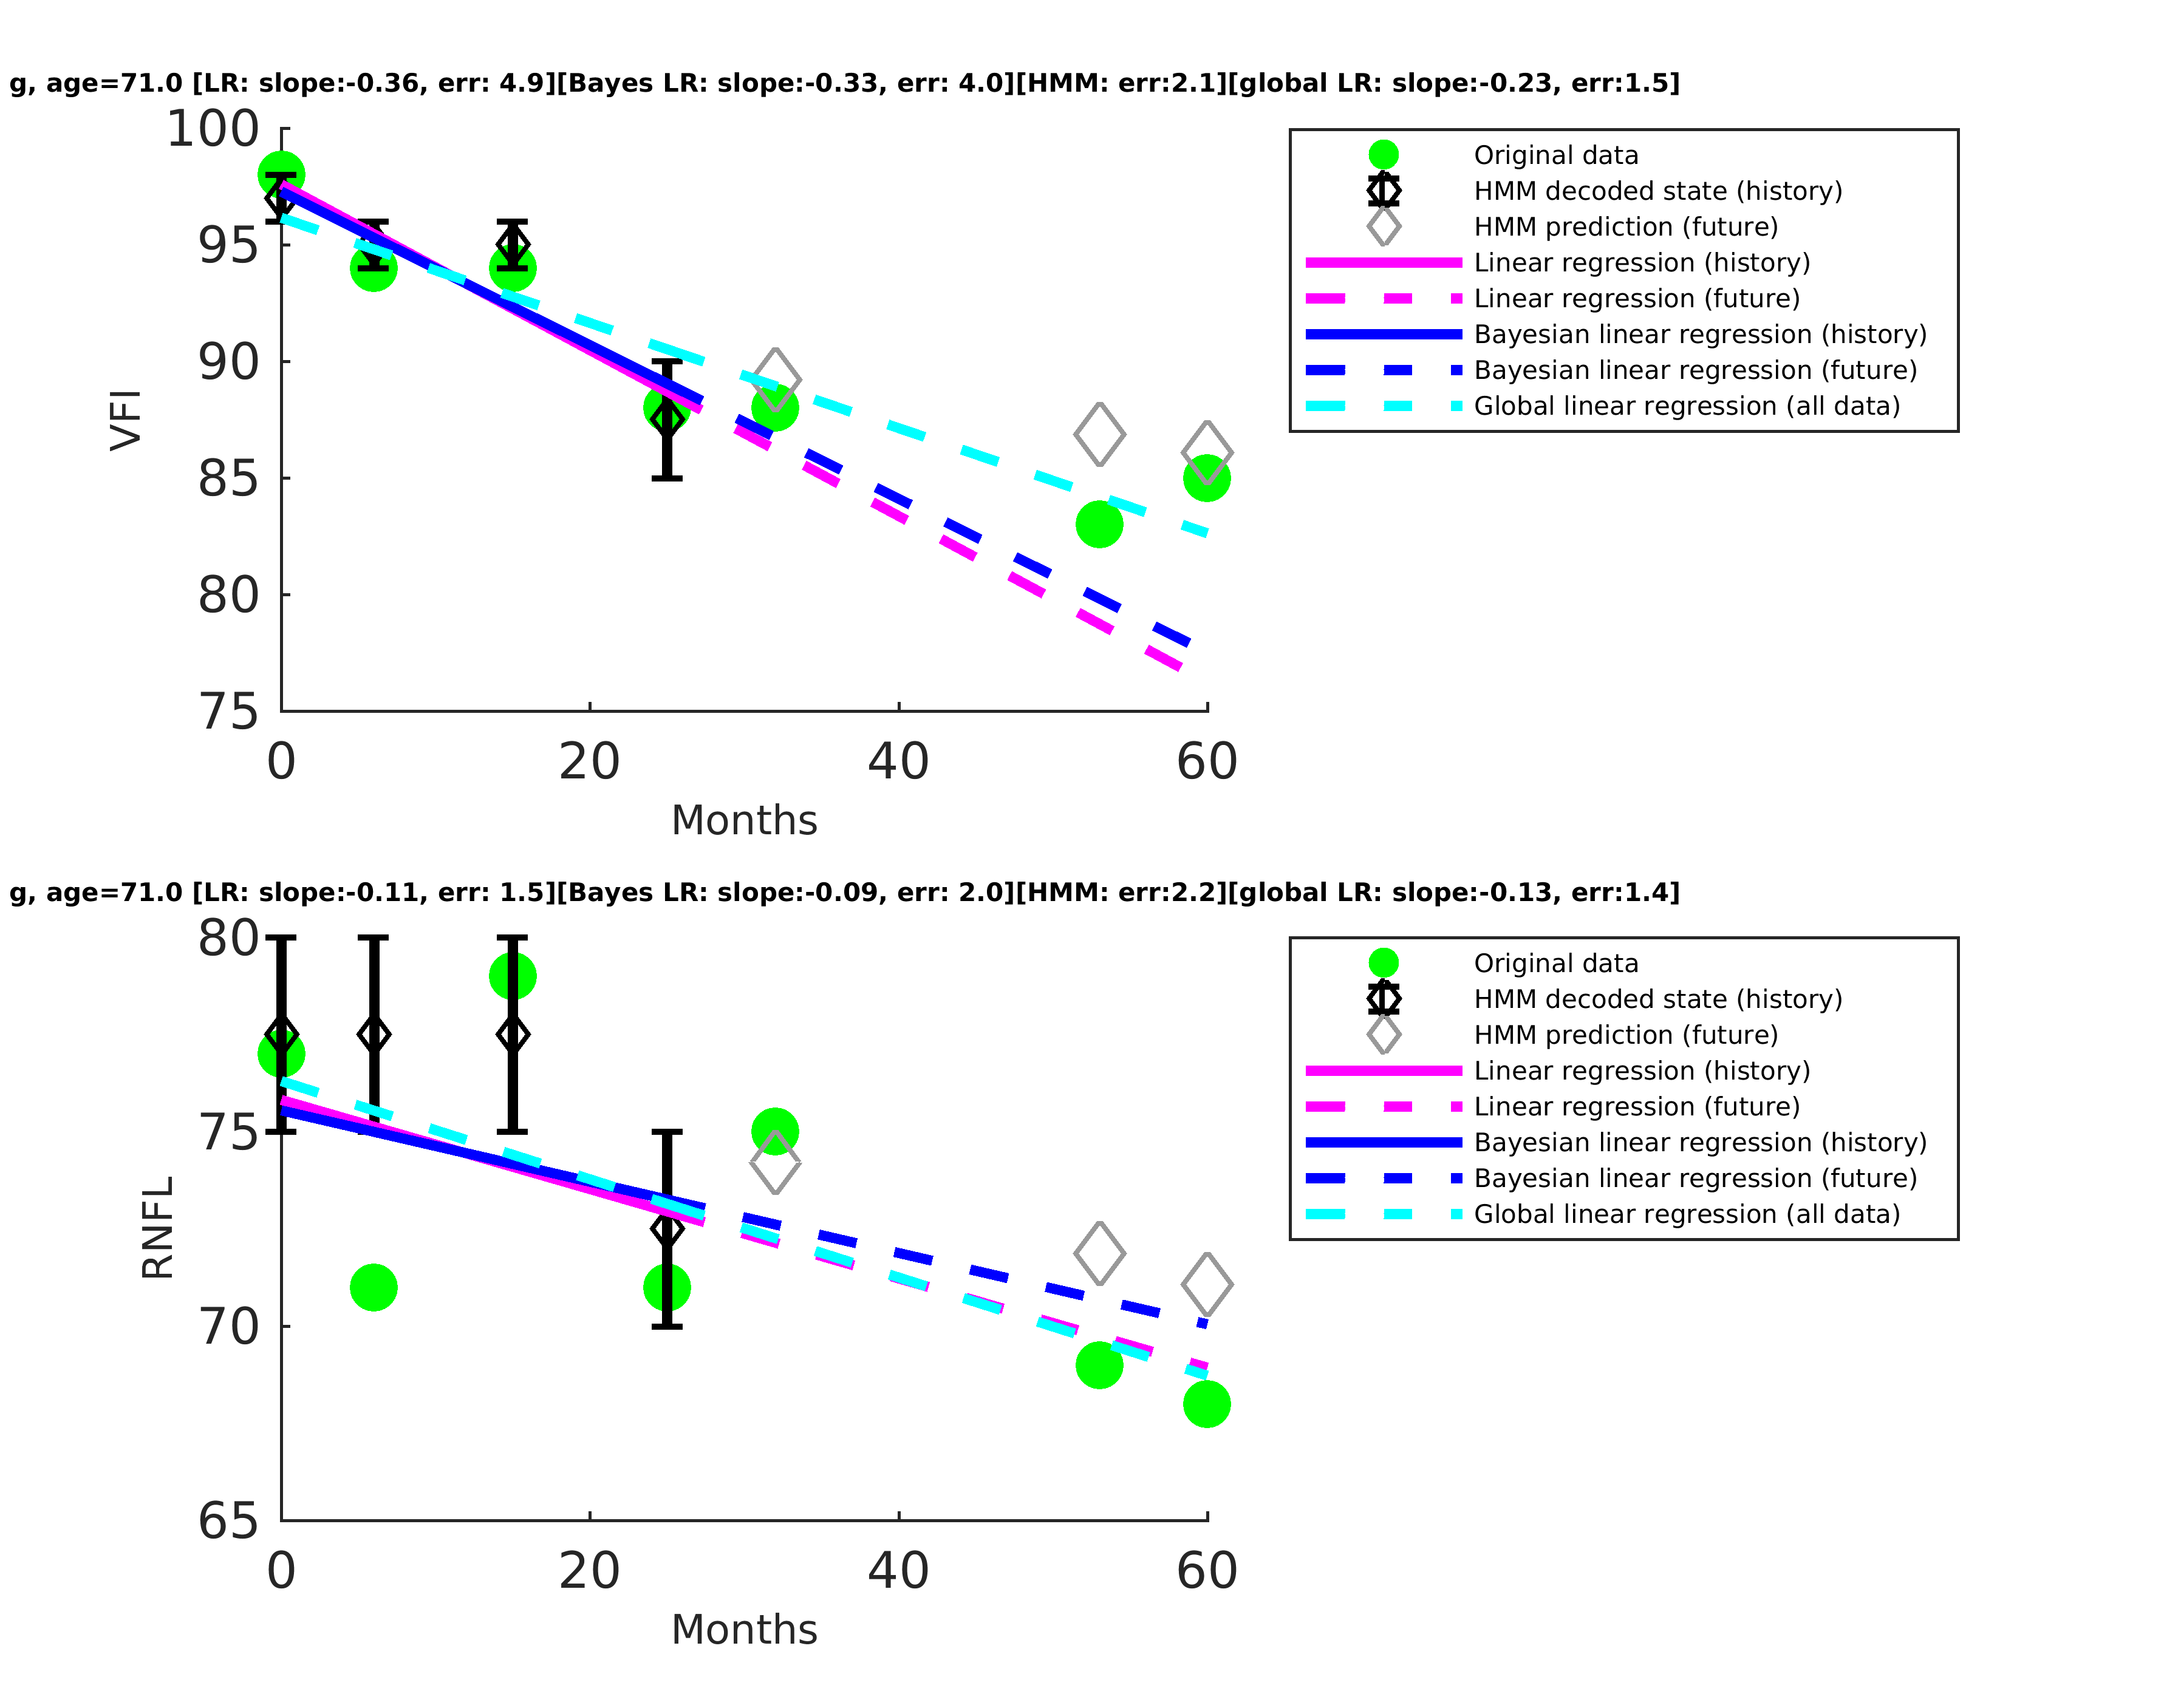 g, age=71.0 [LR: slope:-0.36, err: 4.9][Bayes LR: slope:-0.33, err: 4.0][HMM: err:2.1][global LR: slope:-0.23, err:1.5]
100
95
90
85
80
75
VFI
0 20 40 60
Months
Original data
HMM decoded state (history)
HMM prediction (future)
Linear regression (history)
Linear regression (future)
Bayesian linear regression (history)
Bayesian linear regression (future)
Global linear regression (all data)
g, age=71.0 [LR: slope:-0.11, err: 1.5][Bayes LR: slope:-0.09, err: 2.0][HMM: err:2.2][global LR: slope:-0.13, err:1.4]
80
75
70
65
RNFL
0 20 40 60
Months
Original data
HMM decoded state (history)
HMM prediction (future)
Linear regression (history)
Linear regression (future)
Bayesian linear regression (history)
Bayesian linear regression (future)
Global linear regression (all data)